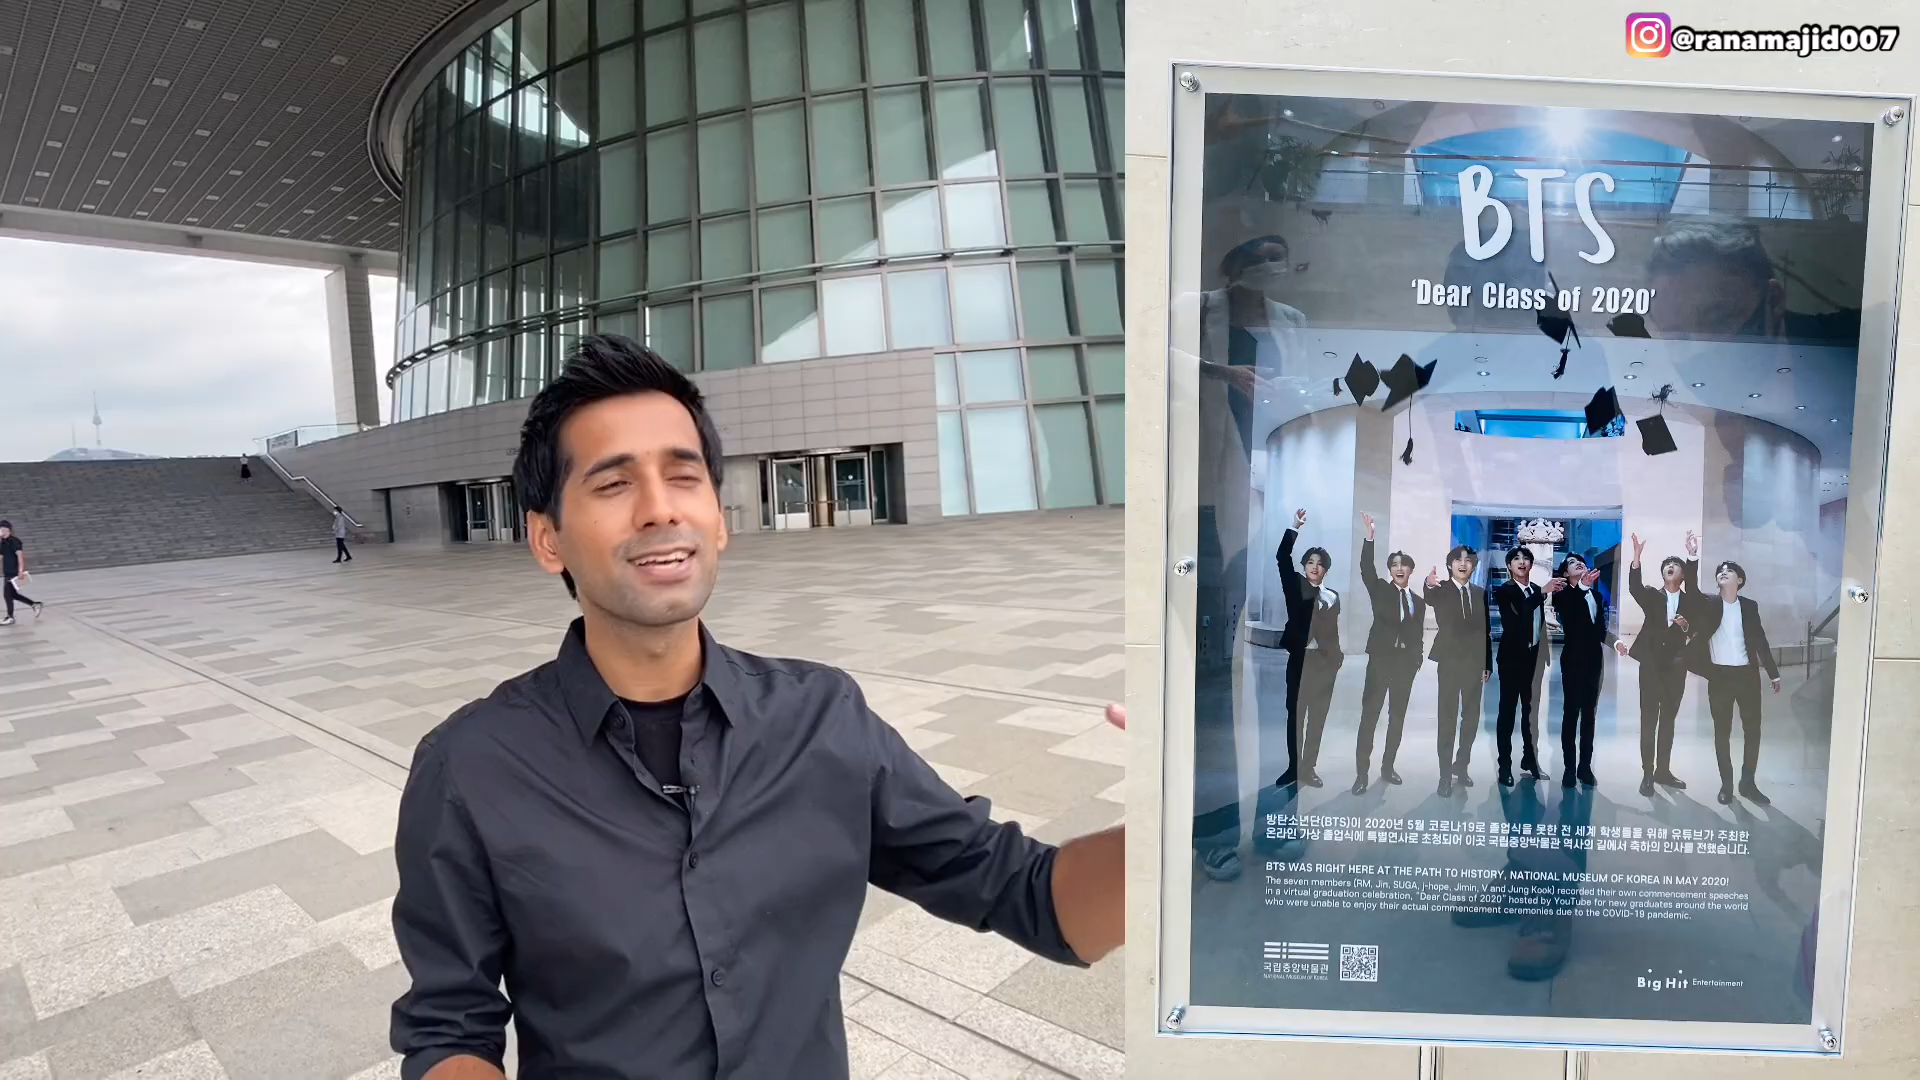 @ranamajid007
BTS
'Dear Class of 2020'
방탄소년단(BTS)이 2020년 5월 코로나19로 졸업식을 못한 전 세계 학생들을 위해 유튜브가 주최한
온라인 가상 졸업식에 특별연사로 초청되어 이곳 국립중앙박물관 역사의 길에서 축하의 인사를 전했습니다.
BTS WAS RIGHT HERE AT THE PATH TO HISTORY, NATIONAL MUSEUM OF KOREA IN MAY 2020!
The seven members (RM, Jin, SUGA, j-hope, Jimin, V and Jung Kook) recorded their own commencement speeches
in a virtual graduation celebration, "Dear Class of 2020" hosted by YouTube for new graduates around the world
who were unable to enjoy their actual commencement ceremonies due to the COVID-19 pandemic.
국립중앙박물관
NATIONAL MUSEUM OF KOREA
Big Hit Entertainment